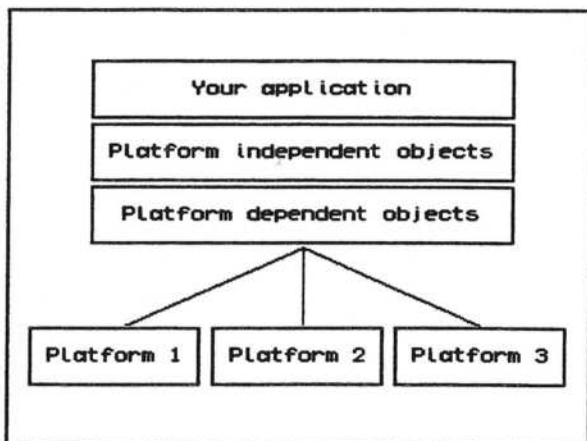 Your application
Platform independent objects
Platform dependent objects
Platform 1
Platform 2
Platform 3